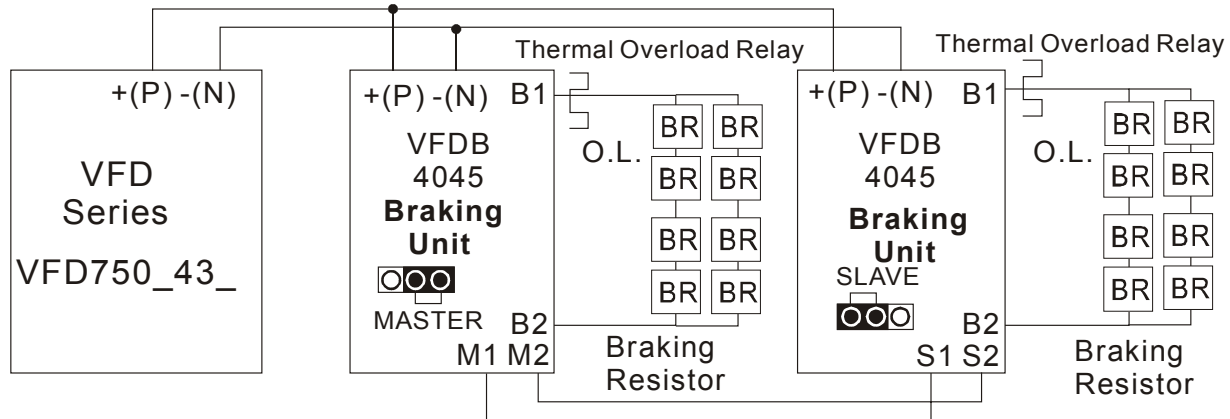 Thermal Overload Relay
Thermal Overload Relay
+(P) -(N)
VFD
Series
VFD750_43_
+(P) -(N) B1
VFDB
4045
Braking
Unit
MASTER
B2
M1 M2
O.L.
BR BR
BR BR
BR BR
BR BR
Braking
Resistor
+(P) -(N) B1
VFDB
4045
Braking
Unit
SLAVE
B2
S1 S2
O.L.
BR BR
BR BR
BR BR
BR BR
Braking
Resistor